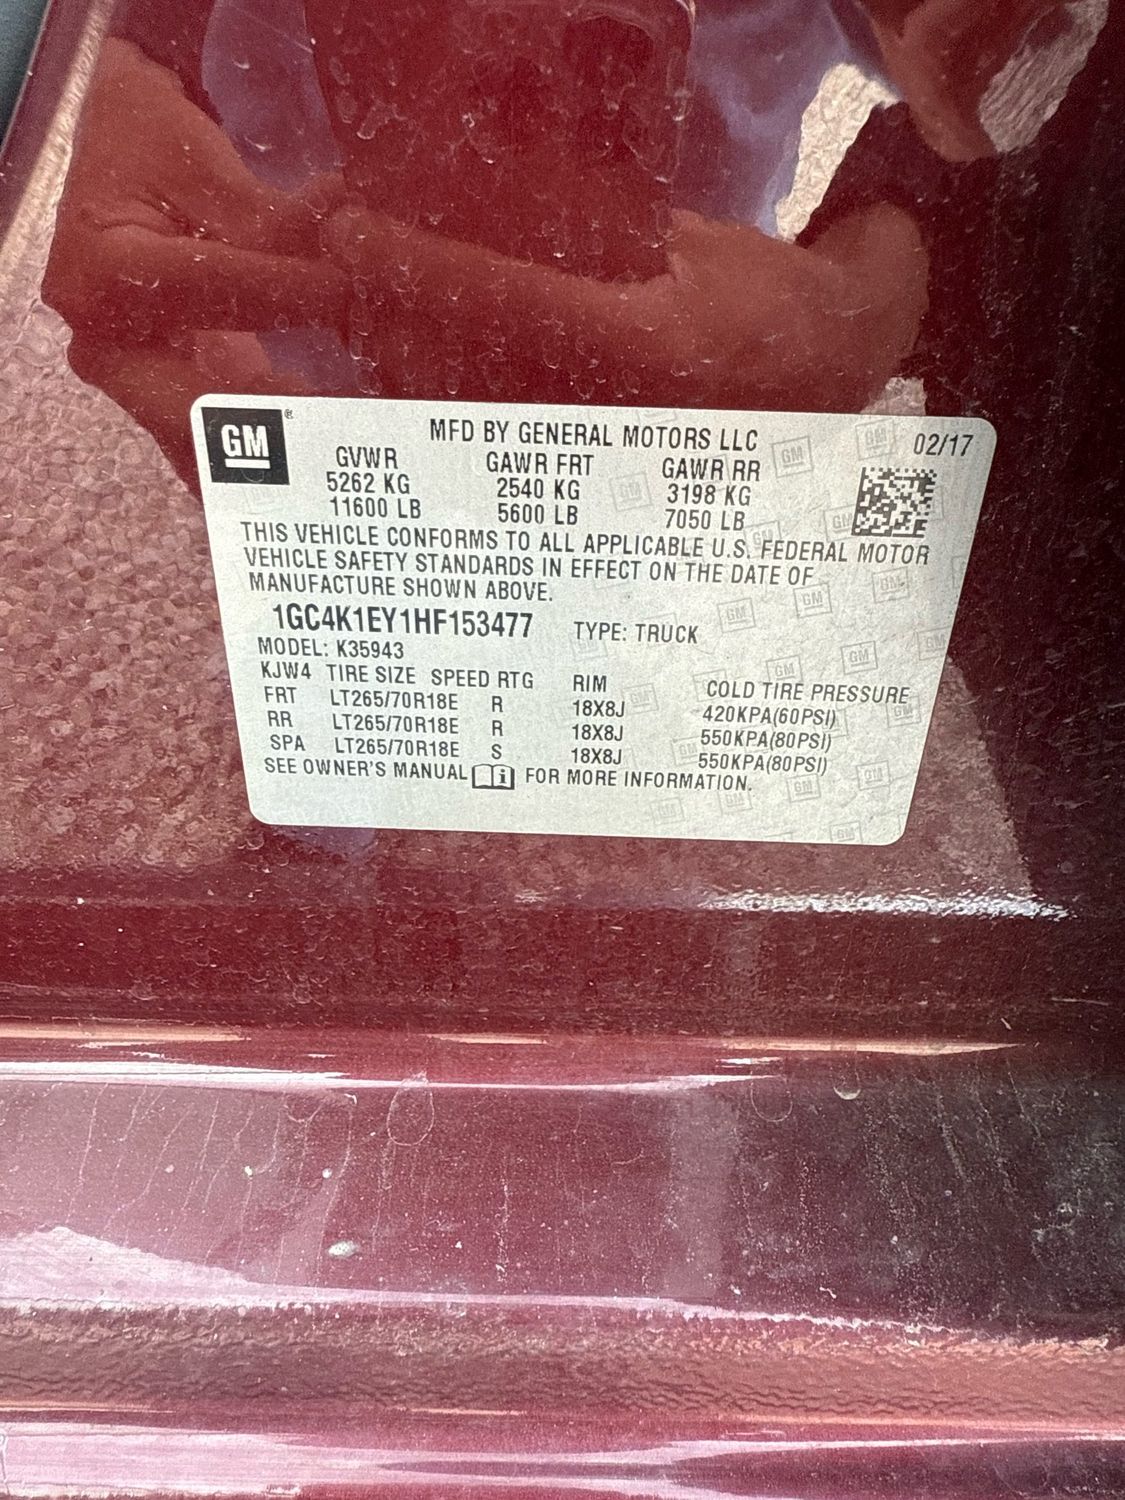 GM®
MFD BY GENERAL MOTORS LLC 02/17
GVWR GAWR FRT GAWR RR
5262 KG 2540 KG 3198 KG
11600 LB 5600 LB 7050 LB
THIS VEHICLE CONFORMS TO ALL APPLICABLE U.S. FEDERAL MOTOR
VEHICLE SAFETY STANDARDS IN EFFECT ON THE DATE OF
MANUFACTURE SHOWN ABOVE.
1GC4K1EY1HF153477 TYPE: TRUCK
MODEL: K35943
KJW4 TIRE SIZE SPEED RTG RIM COLD TIRE PRESSURE
FRT LT265/70R18E R 18X8J 420KPA(60PSI)
RR LT265/70R18E R 18X8J 550KPA(80PSI)
SPA LT265/70R18E S 18X8J 550KPA(80PSI)
SEE OWNER'S MANUAL i FOR MORE INFORMATION.